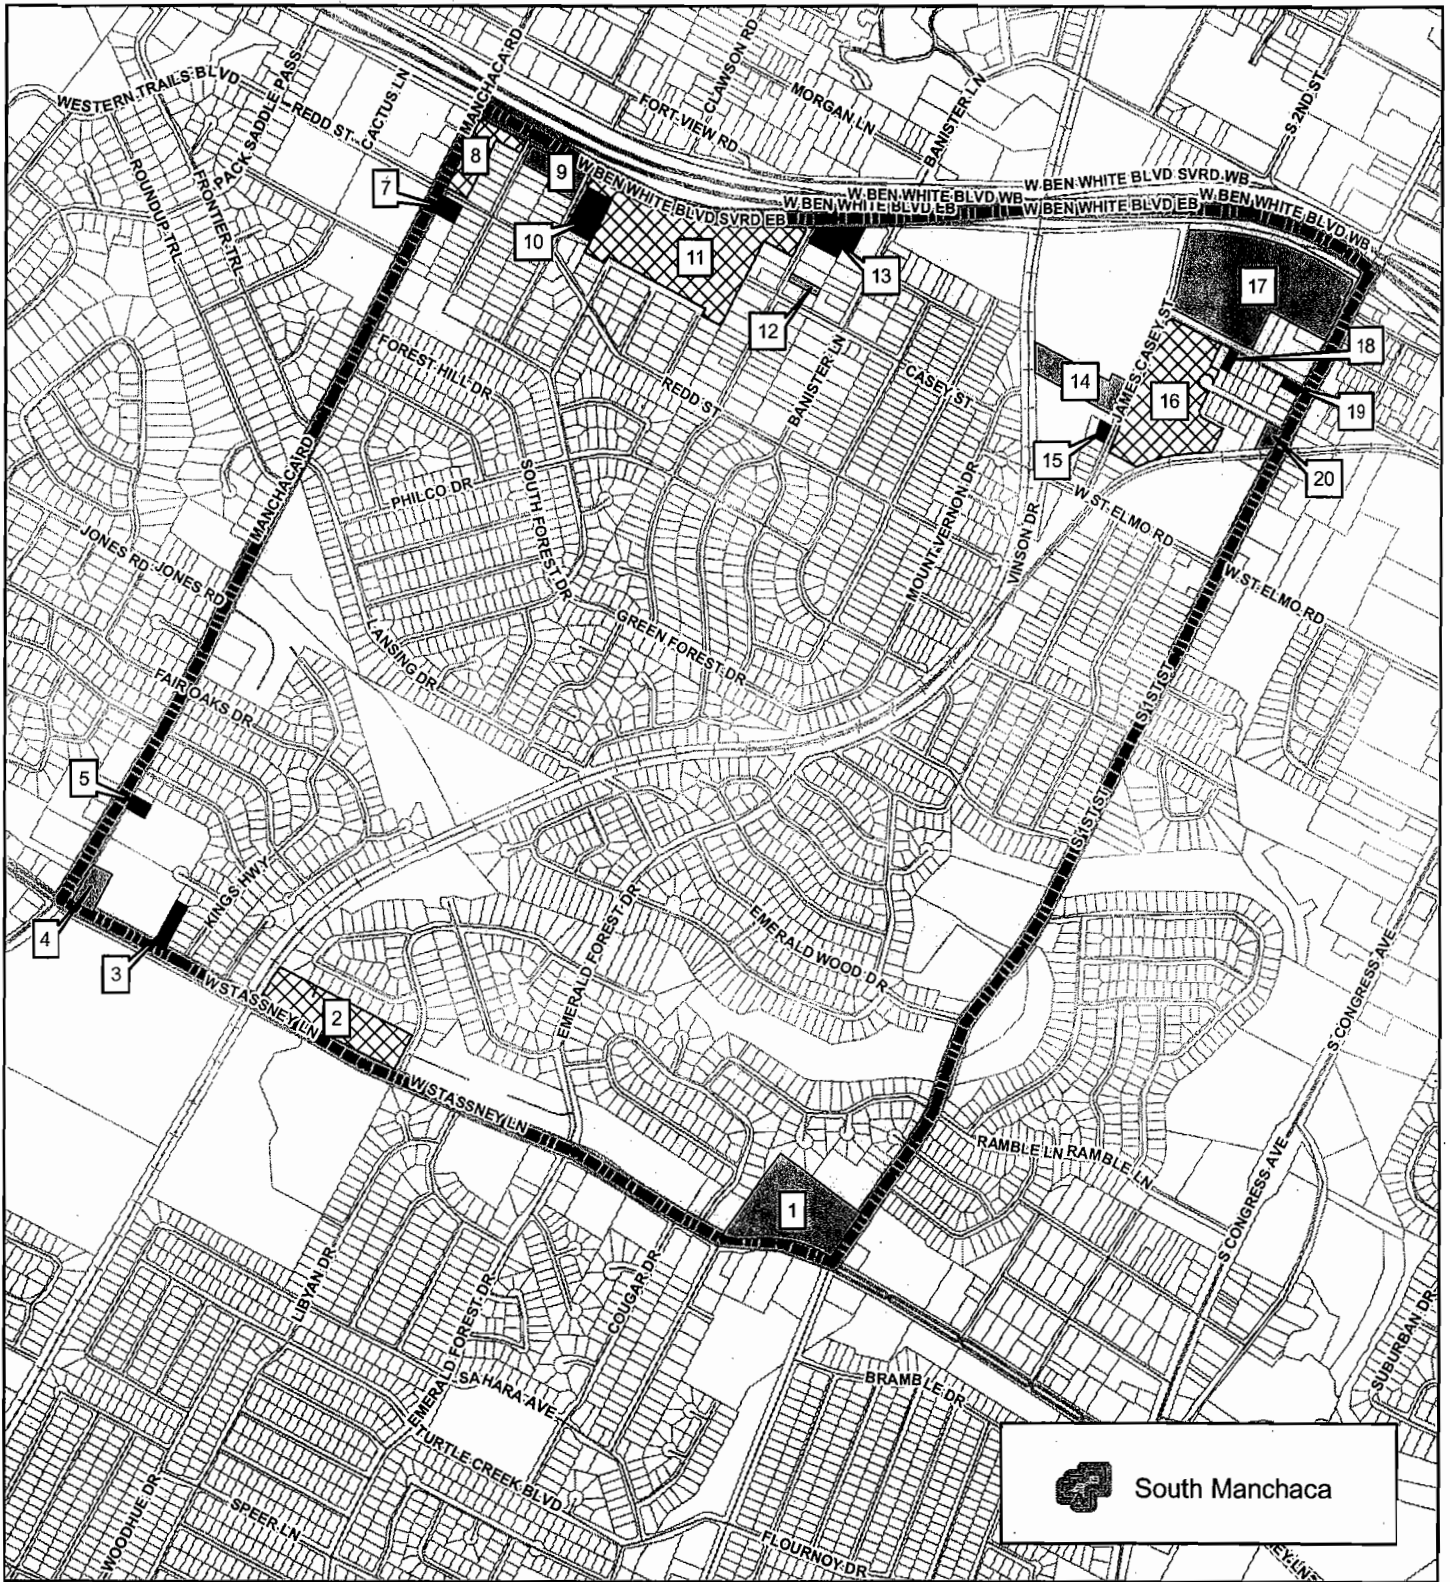 WESTERN TRAILS BLVD
REDD ST
PACK SADDLE PASS
CACTUS LN
MANCHACA RD
ROUNDUP TRL
FRONTIER TRL
FORT VIEW RD
CLAWSON RD
MORGAN LN
BANISTER LN
S 2ND ST
W BEN WHITE BLVD SVRD WB
W BEN WHITE BLVD WB
W BEN WHITE BLVD EB
W BEN WHITE BLVD EB
W BEN WHITE BLVD WB
W BEN WHITE BLVD SVRD EB
7
8
9
10
11
12
13
17
18
14
16
19
15
20
JAMES CASEY ST
FOREST HILL DR
REDD ST
BANISTER LN
CASEY ST
MANCHACA RD
PHILCO DR
SOUTH FOREST DR
MOUNT VERNON DR
VINSON DR
W ST ELMO RD
W ST ELMO RD
JONES RD
JONES RD
LANSING DR
GREEN FOREST DR
FAIR OAKS DR
S 1ST ST
S 1ST ST
5
4
3
KINGS HWY
W STASSNEY LN
2
EMERALD FOREST DR
EMERALD WOOD DR
W STASSNEY LN
1
RAMBLE LN
RAMBLE LN
S CONGRESS AVE
S CONGRESS AVE
LIBYAN DR
EMERALD FOREST DR
COUGAR DR
SAHARA AVE
BRAMBLE DR
SUBURBAN DR
TURTLE CREEK BLVD
WOODHUE DR
SPEER LN
FLOURNOY DR
South Manchaca